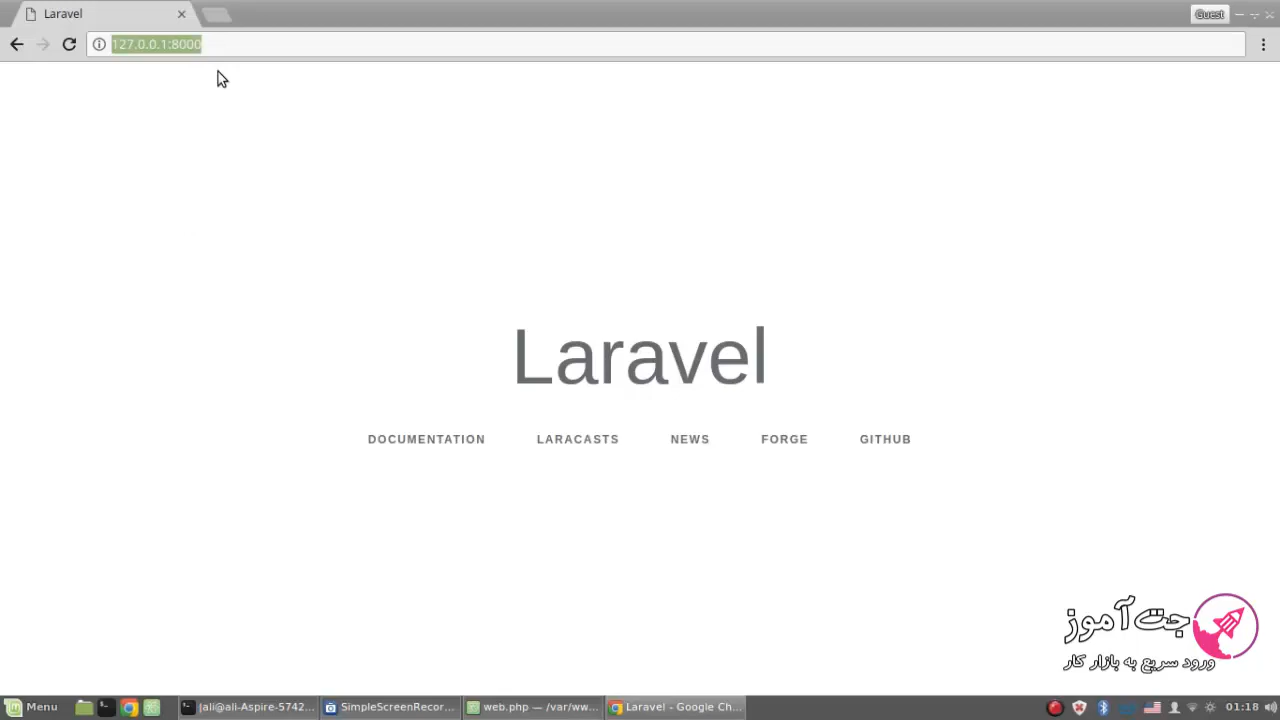 Laravel
Guest
127.0.0.1:8000
Laravel
DOCUMENTATION LARACASTS NEWS FORGE GITHUB
جت آموز
ورود سریع به بازار کار
Menu jali@ali-Aspire-5742... SimpleScreenRecor... web.php — /var/ww... Laravel - Google Ch... 01:18